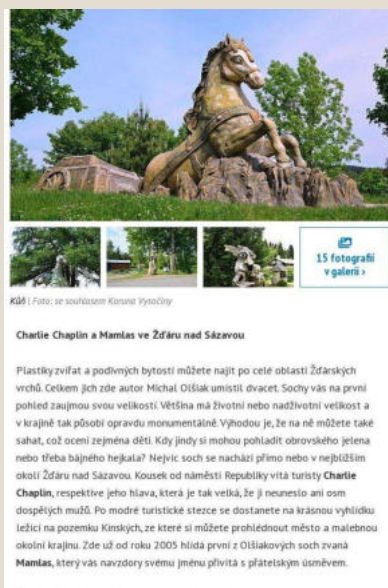 15 fotografií
v galerii ›
Kůň | Foto: se souhlasem Koruna Vysočiny
Charlie Chaplin a Mamlas ve Žďáru nad Sázavou
Plastiky zvířat a podivných bytostí můžete najít po celé oblasti Žďárských
vrchů. Celkem jich zde autor Michal Olšiak umístil dvacet. Sochy vás na první
pohled zaujmou svou velikostí. Většina má životní nebo nadživotní velikost a
v krajině tak působí opravdu monumentálně. Výhodou je, že na ně můžete také
sahat, což ocení zejména děti. Kdy jindy si mohou pohladit obrovského jelena
nebo třeba bájného hejkala? Nejvíc soch se nachází přímo nebo v nejbližším
okolí Žďáru nad Sázavou. Kousek od náměstí Republiky vítá turisty Charlie
Chaplin, respektive jeho hlava, která je tak velká, že ji neuneslo ani osm
dospělých mužů. Po modré turistické stezce se dostanete na krásnou vyhlídku
ležící na pozemku Kinských, ze které si můžete prohlédnout město a malebnou
okolní krajinu. Zde už od roku 2005 hlídá první z Olšiakových soch zvaná
Mamlas, který vás navzdory svému jménu přivítá s přátelským úsměvem.